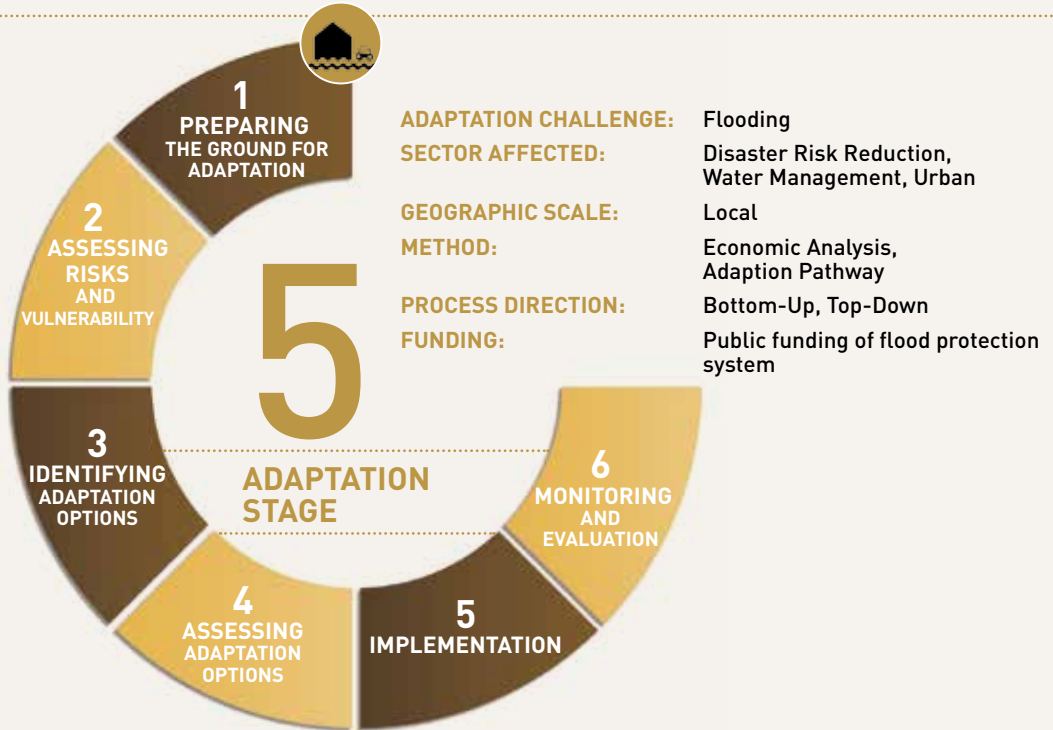 1
PREPARING
THE GROUND FOR
ADAPTATION
2
ASSESSING
RISKS
AND
VULNERABILITY
3
IDENTIFYING
ADAPTATION
OPTIONS
4
ASSESSING
ADAPTATION
OPTIONS
5
IMPLEMENTATION
6
MONITORING
AND
EVALUATION
5
ADAPTATION
STAGE
ADAPTATION CHALLENGE: Flooding
SECTOR AFFECTED: Disaster Risk Reduction,
Water Management, Urban
GEOGRAPHIC SCALE: Local
METHOD: Economic Analysis,
Adaption Pathway
PROCESS DIRECTION: Bottom-Up, Top-Down
FUNDING: Public funding of flood protection
system